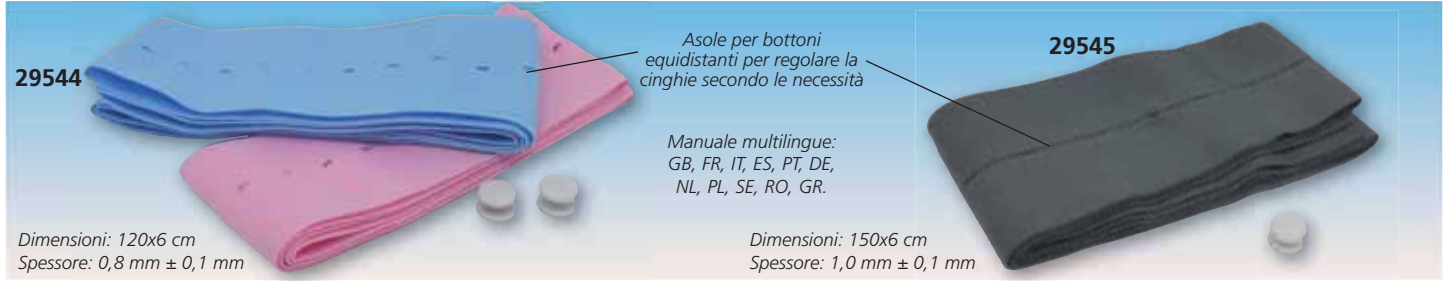 29544
Asole per bottoni
equidistanti per regolare la
cinghie secondo le necessità
29545
Manuale multilingue:
GB, FR, IT, ES, PT, DE,
NL, PL, SE, RO, GR.
Dimensioni: 120x6 cm
Spessore: 0,8 mm ± 0,1 mm
Dimensioni: 150x6 cm
Spessore: 1,0 mm ± 0,1 mm